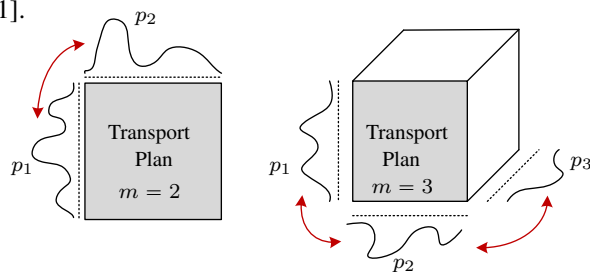 1].
p2
p1
Transport
Plan
m = 2
p1
Transport
Plan
m = 3
p3
p2